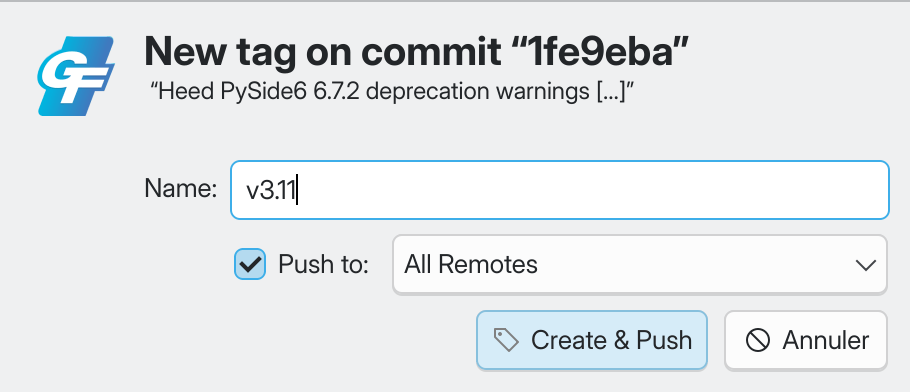 GF
New tag on commit “1fe9eba”
“Heed PySide6 6.7.2 deprecation warnings [...]”
Name: v3.11
Push to: All Remotes
Create & Push Annuler